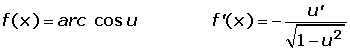 f(x) = arc cos u    f'(x) = - u' / √(1 - u²)